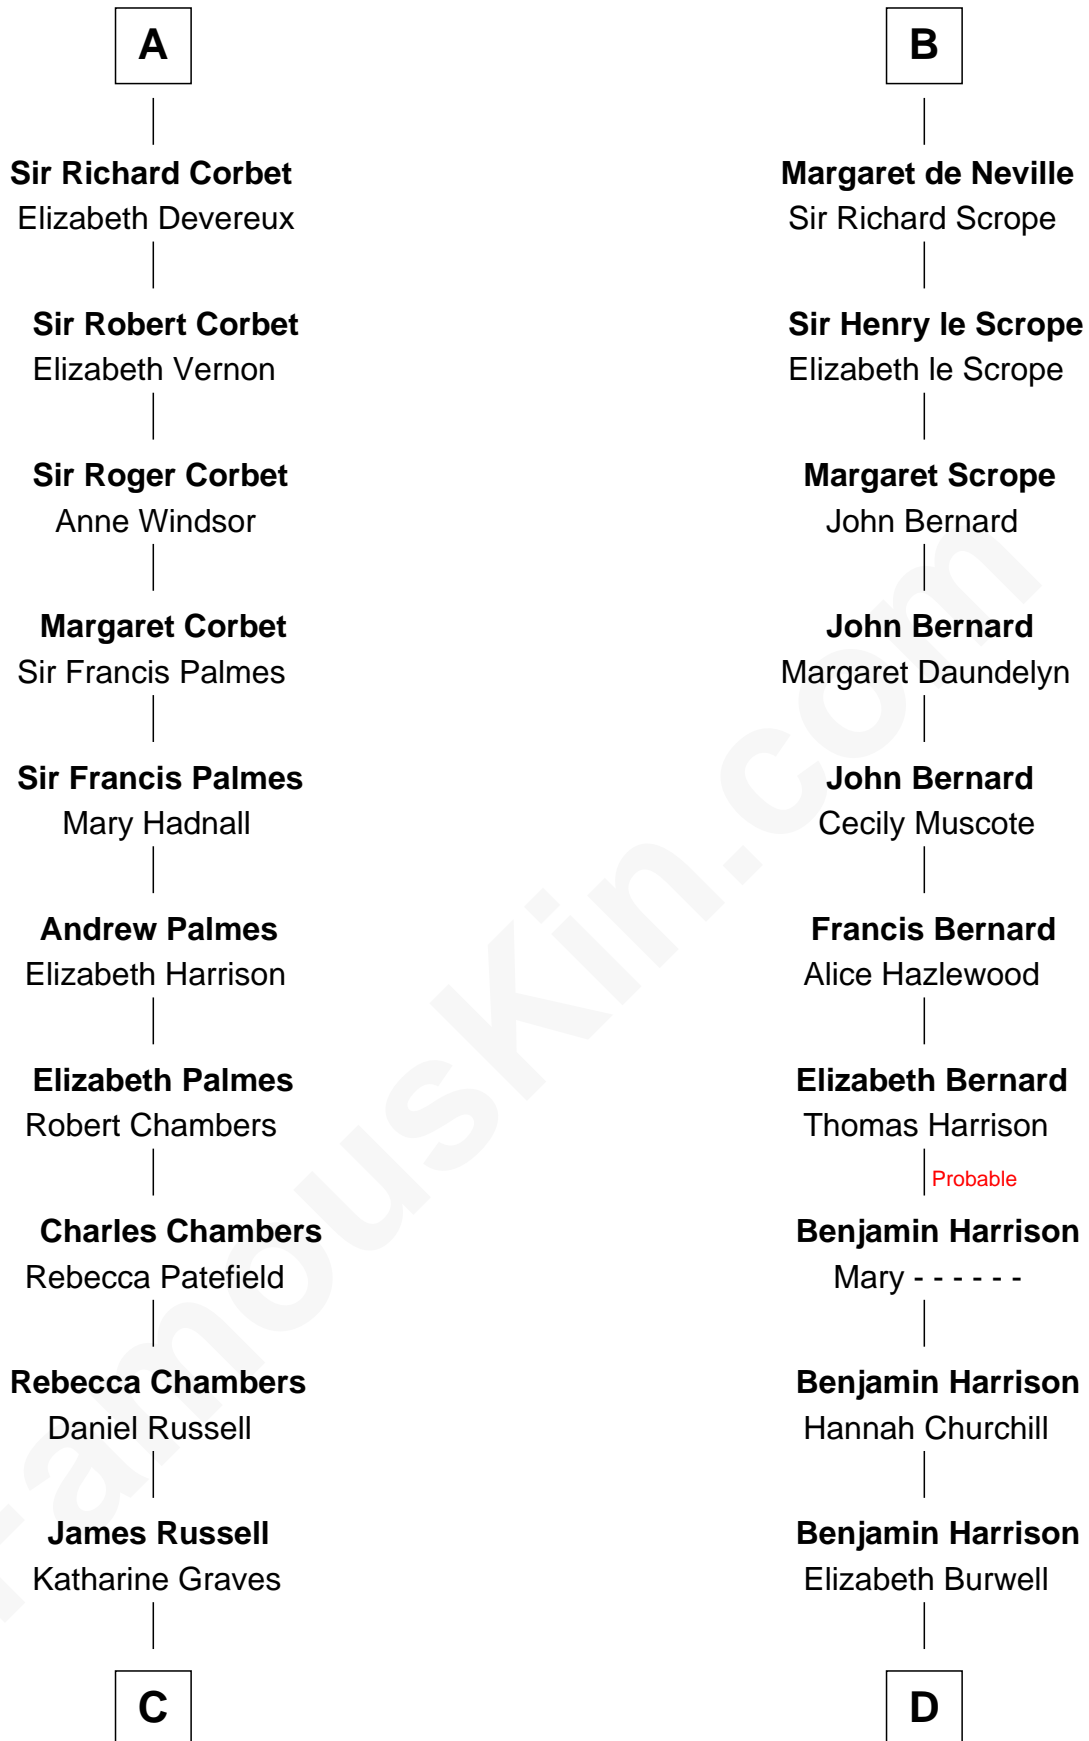 A
Sir Richard Corbet
Elizabeth Devereux
Sir Robert Corbet
Elizabeth Vernon
Sir Roger Corbet
Anne Windsor
Margaret Corbet
Sir Francis Palmes
Sir Francis Palmes
Mary Hadnall
Andrew Palmes
Elizabeth Harrison
Elizabeth Palmes
Robert Chambers
Charles Chambers
Rebecca Patefield
Rebecca Chambers
Daniel Russell
James Russell
Katharine Graves
C
B
Margaret de Neville
Sir Richard Scrope
Sir Henry le Scrope
Elizabeth le Scrope
Margaret Scrope
John Bernard
John Bernard
Margaret Daundelyn
John Bernard
Cecily Muscote
Francis Bernard
Alice Hazlewood
Elizabeth Bernard
Thomas Harrison
Probable
Benjamin Harrison
Mary - - - - - -
Benjamin Harrison
Hannah Churchill
Benjamin Harrison
Elizabeth Burwell
D
FamousKin.com